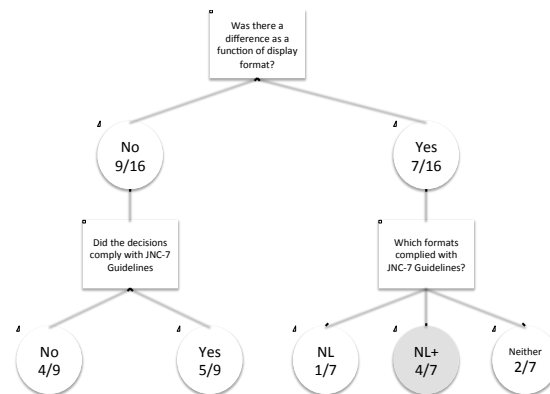 Was there a
difference as a
function of display
format?
No
9/16
Yes
7/16
Did the decisions
comply with JNC-7
Guidelines
Which formats
complied with
JNC-7 Guidelines?
No
4/9
Yes
5/9
NL
1/7
NL+
4/7
Neither
2/7